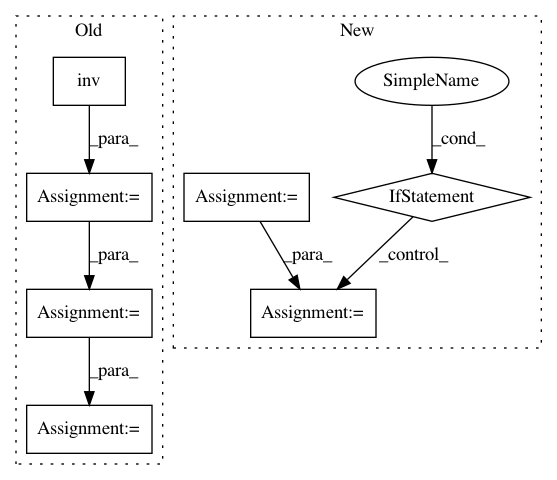 Old
New
inv
SimpleName
_para_
_cond_
Assignment:=
Assignment:=
IfStatement
_para_
_para_
_control_
Assignment:=
Assignment:=
_para_
Assignment:=